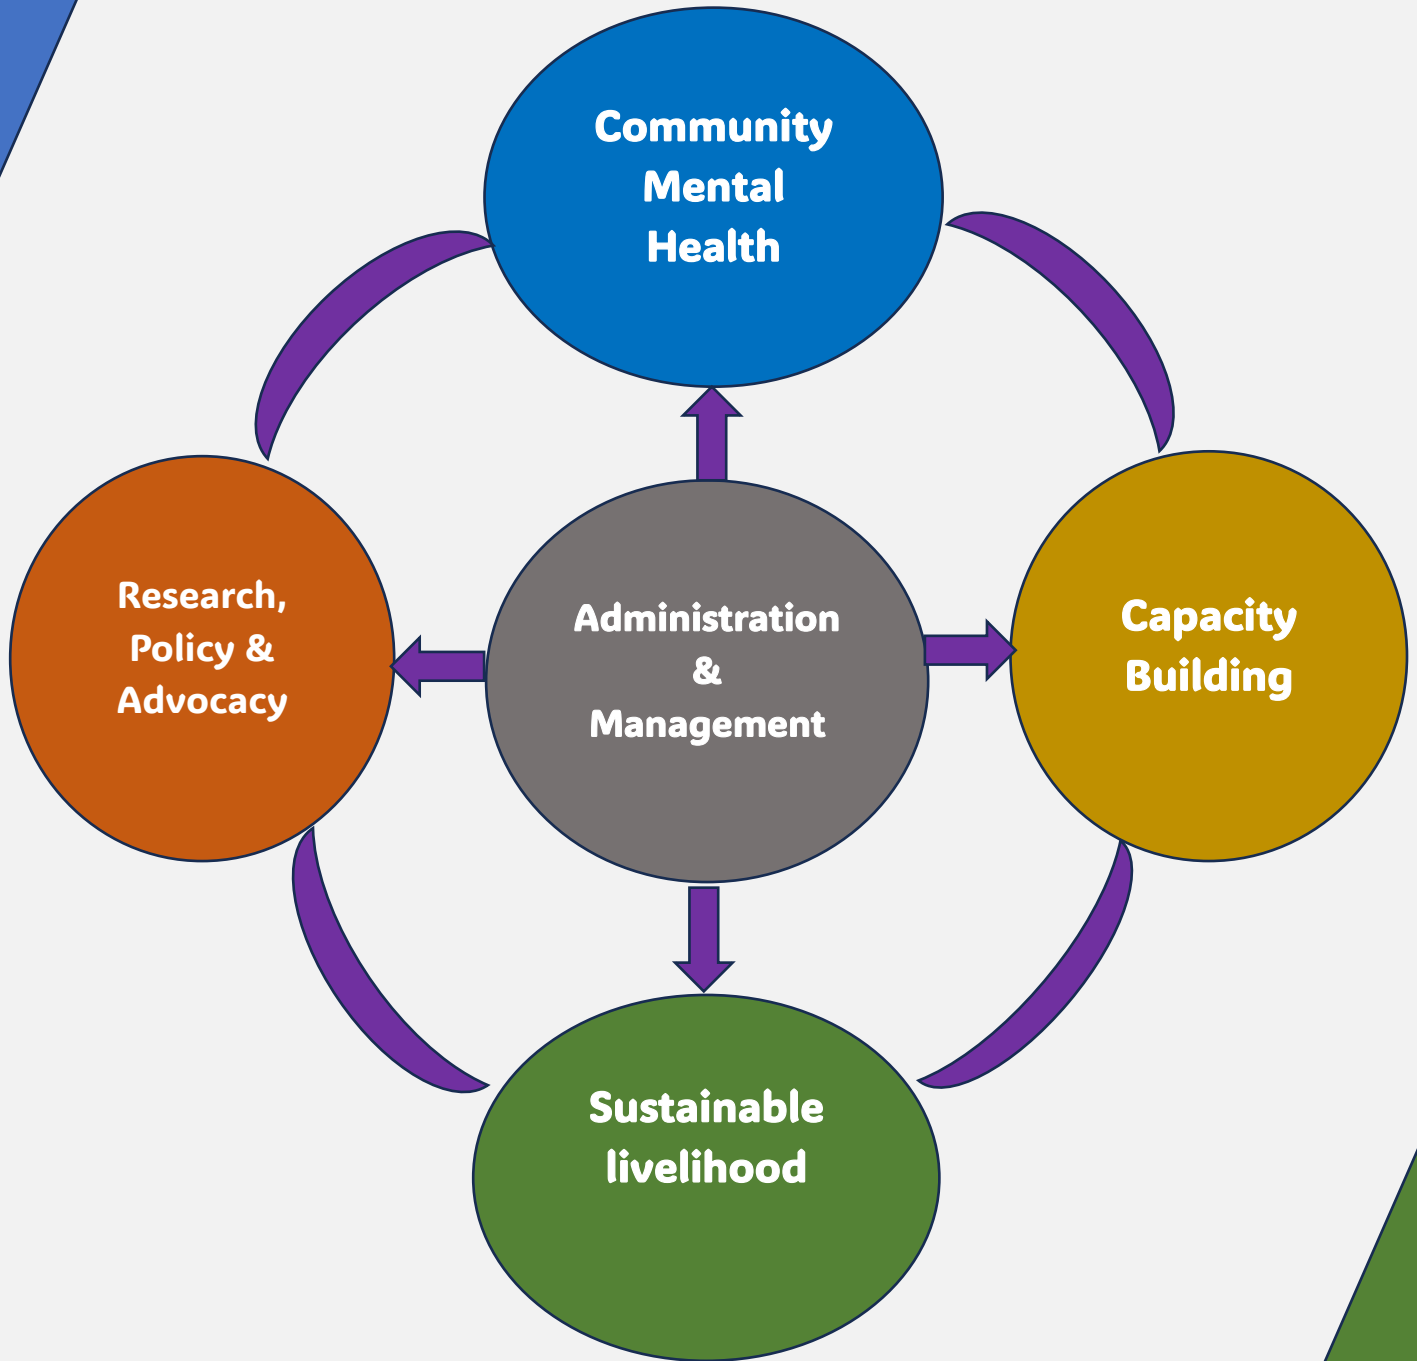 Community
Mental
Health
Research,
Policy &
Advocacy
Administration
&
Management
Capacity
Building
Sustainable
livelihood